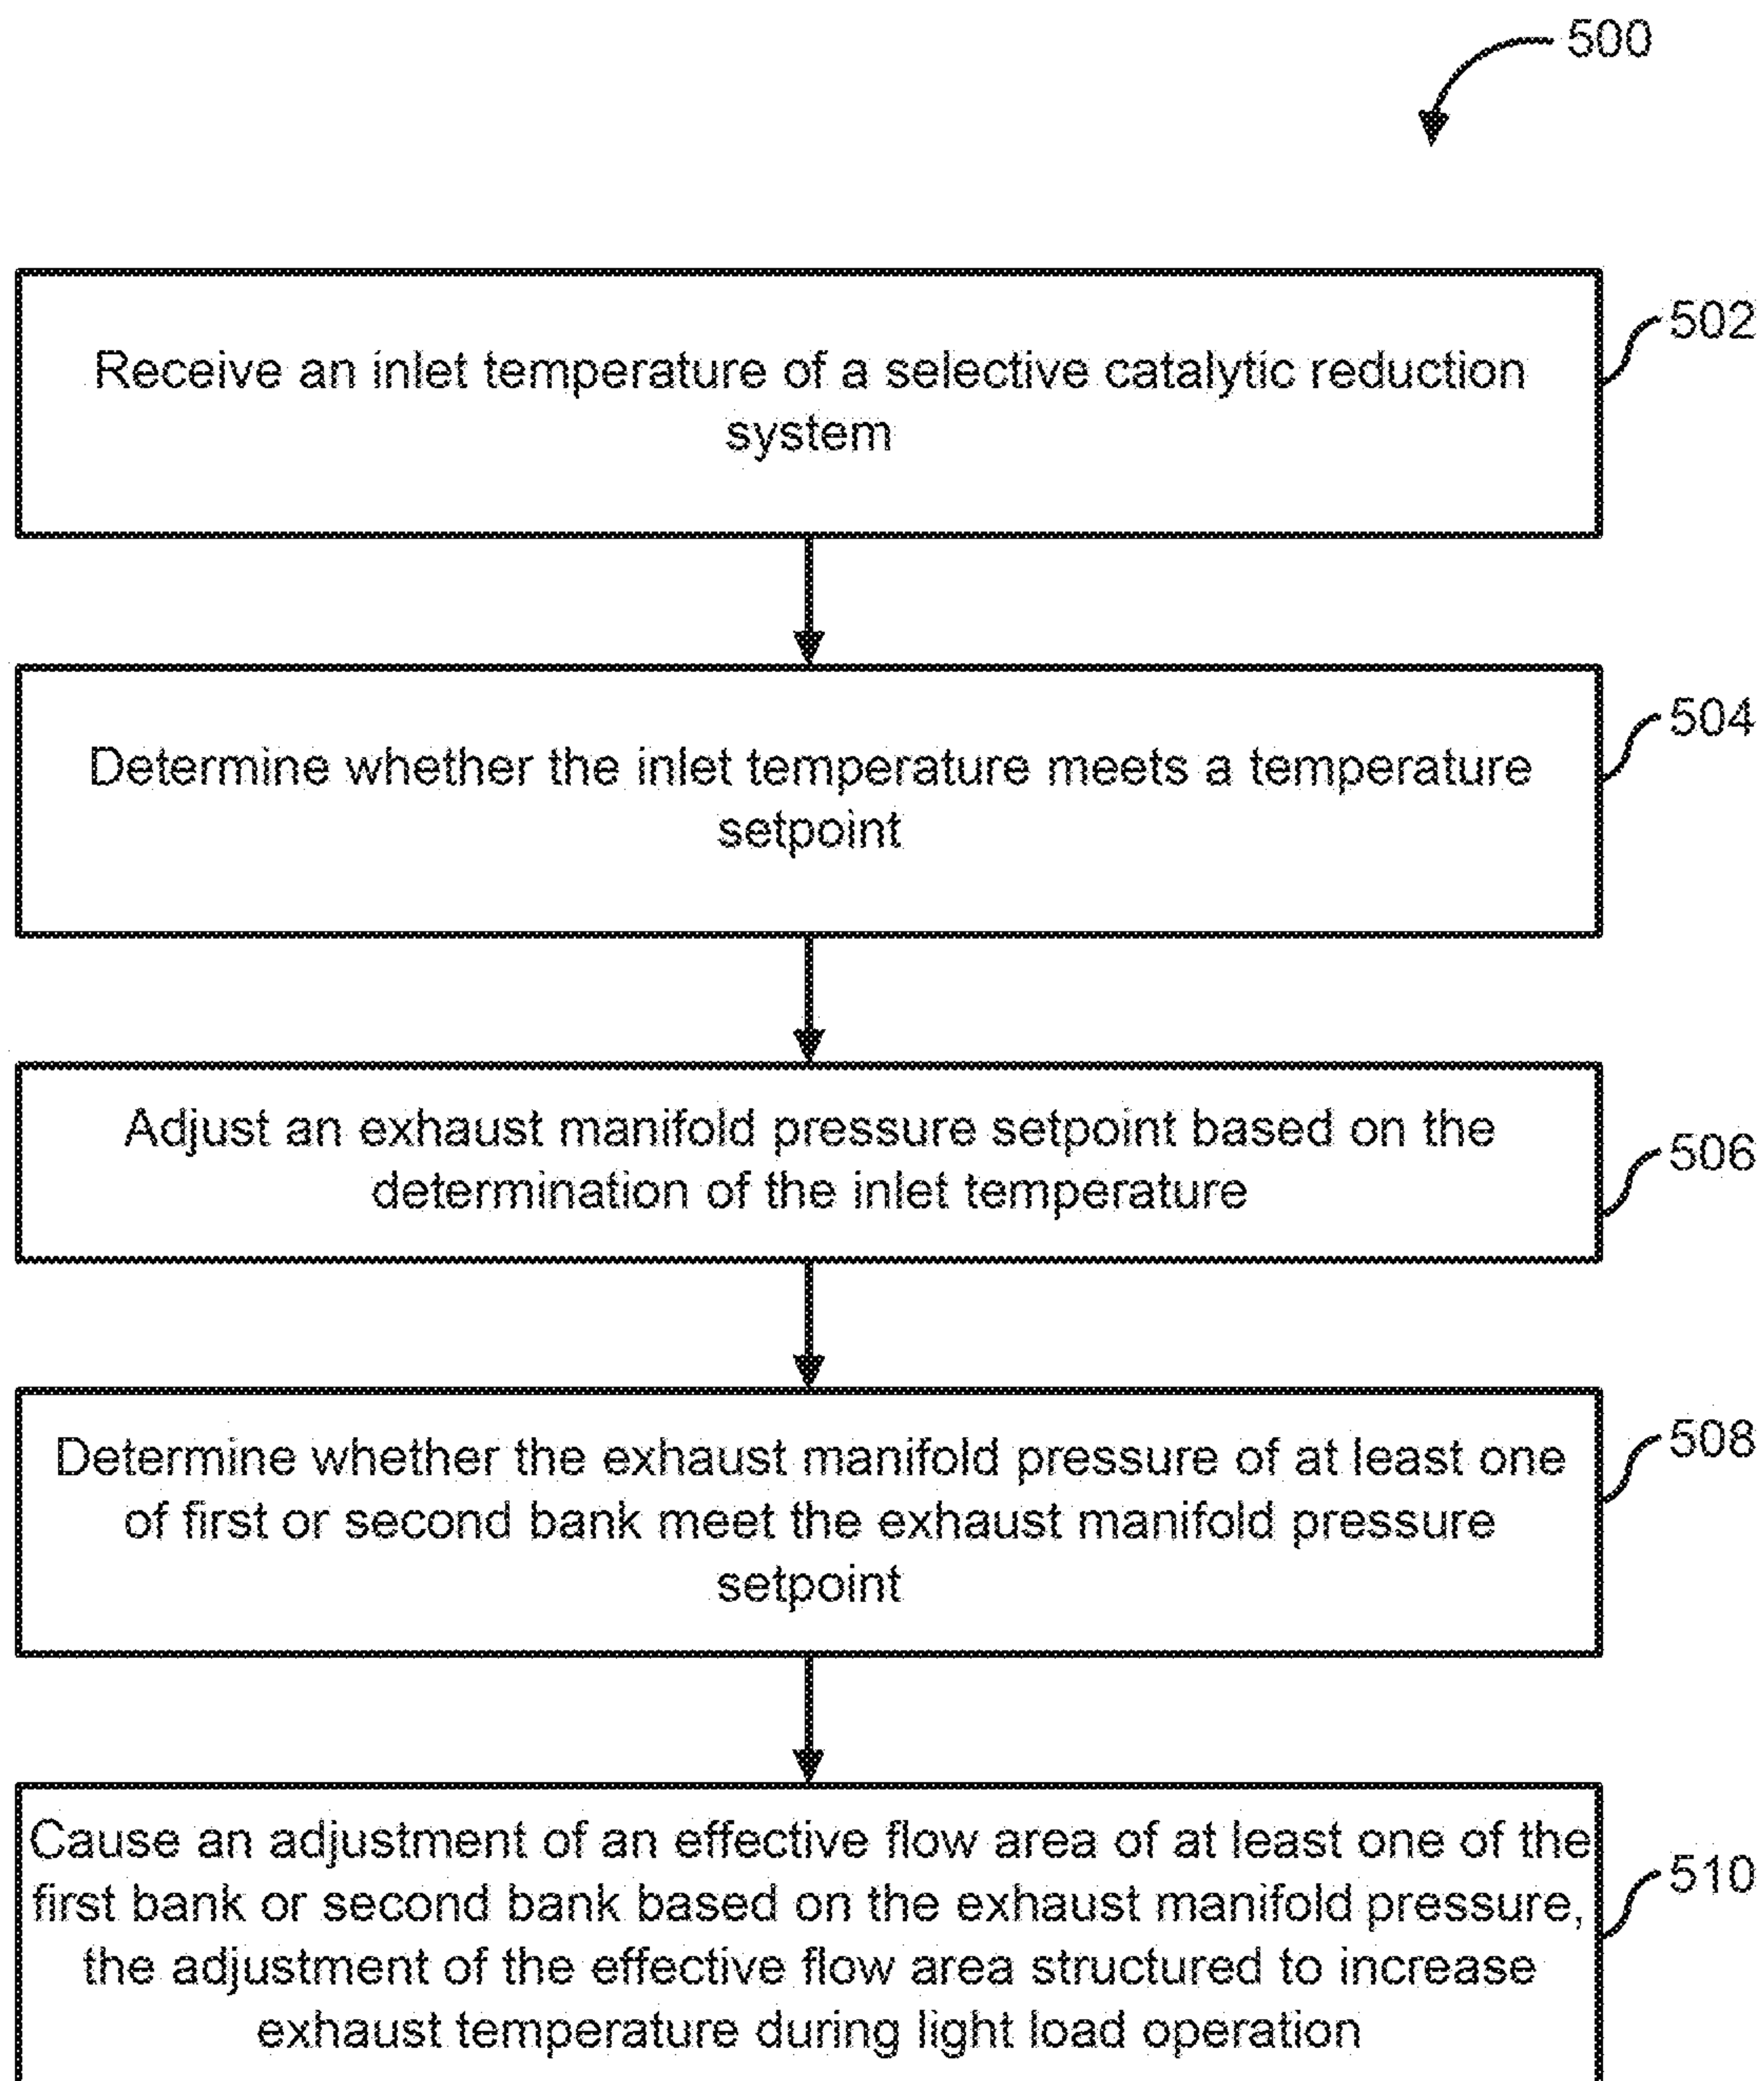 500
Receive an inlet temperature of a selective catalytic reduction
system
502
Determine whether the inlet temperature meets a temperature
setpoint
504
Adjust an exhaust manifold pressure setpoint based on the
determination of the inlet temperature
506
Determine whether the exhaust manifold pressure of at least one
of first or second bank meet the exhaust manifold pressure
setpoint
508
Cause an adjustment of an effective flow area of at least one of the
first bank or second bank based on the exhaust manifold pressure,
the adjustment of the effective flow area structured to increase
exhaust temperature during light load operation
510